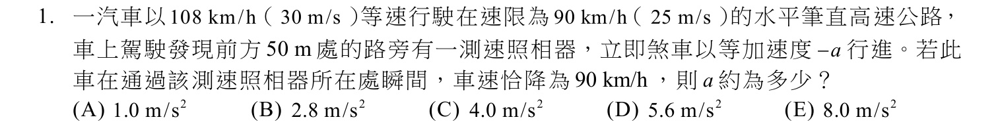 1. 一汽車以108 km/h（ 30 m/s ）等速行駛在速限為90 km/h（ 25 m/s ）的水平筆直高速公路，
車上駕駛發現前方50 m處的路旁有一測速照相器，立即煞車以等加速度 –a 行進。若此
車在通過該測速照相器所在處瞬間，車速恰降為90 km/h ，則 a 約為多少？
(A) 1.0 m/s² (B) 2.8 m/s² (C) 4.0 m/s² (D) 5.6 m/s² (E) 8.0 m/s²